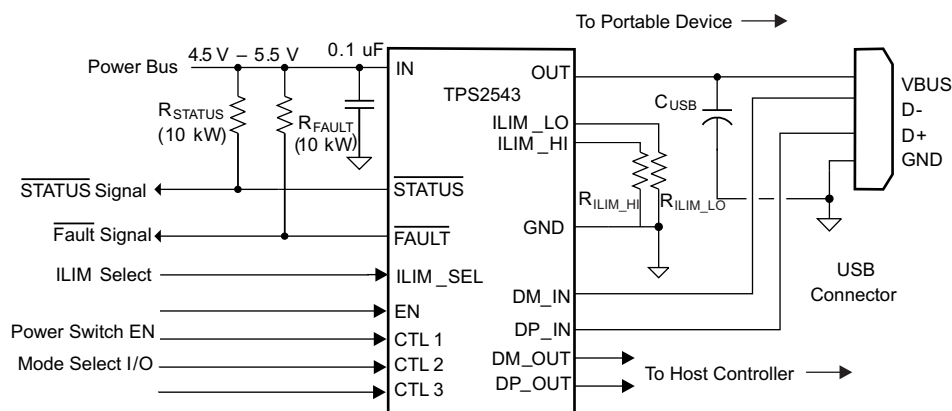 To Portable Device
4.5 V – 5.5 V
0.1 uF
Power Bus
IN
OUT
VBUS
TPS2543
CUSB
D-
RSTATUS
(10 kW)
RFAULT
(10 kW)
ILIM_LO
D+
ILIM_HI
GND
STATUS Signal
STATUS
RILIM_HI
RILIM_LO
Fault Signal
FAULT
GND
ILIM Select
ILIM_SEL
USB
Connector
EN
DM_IN
Power Switch EN
CTL 1
DP_IN
Mode Select I/O
CTL 2
DM_OUT
To Host Controller
CTL 3
DP_OUT